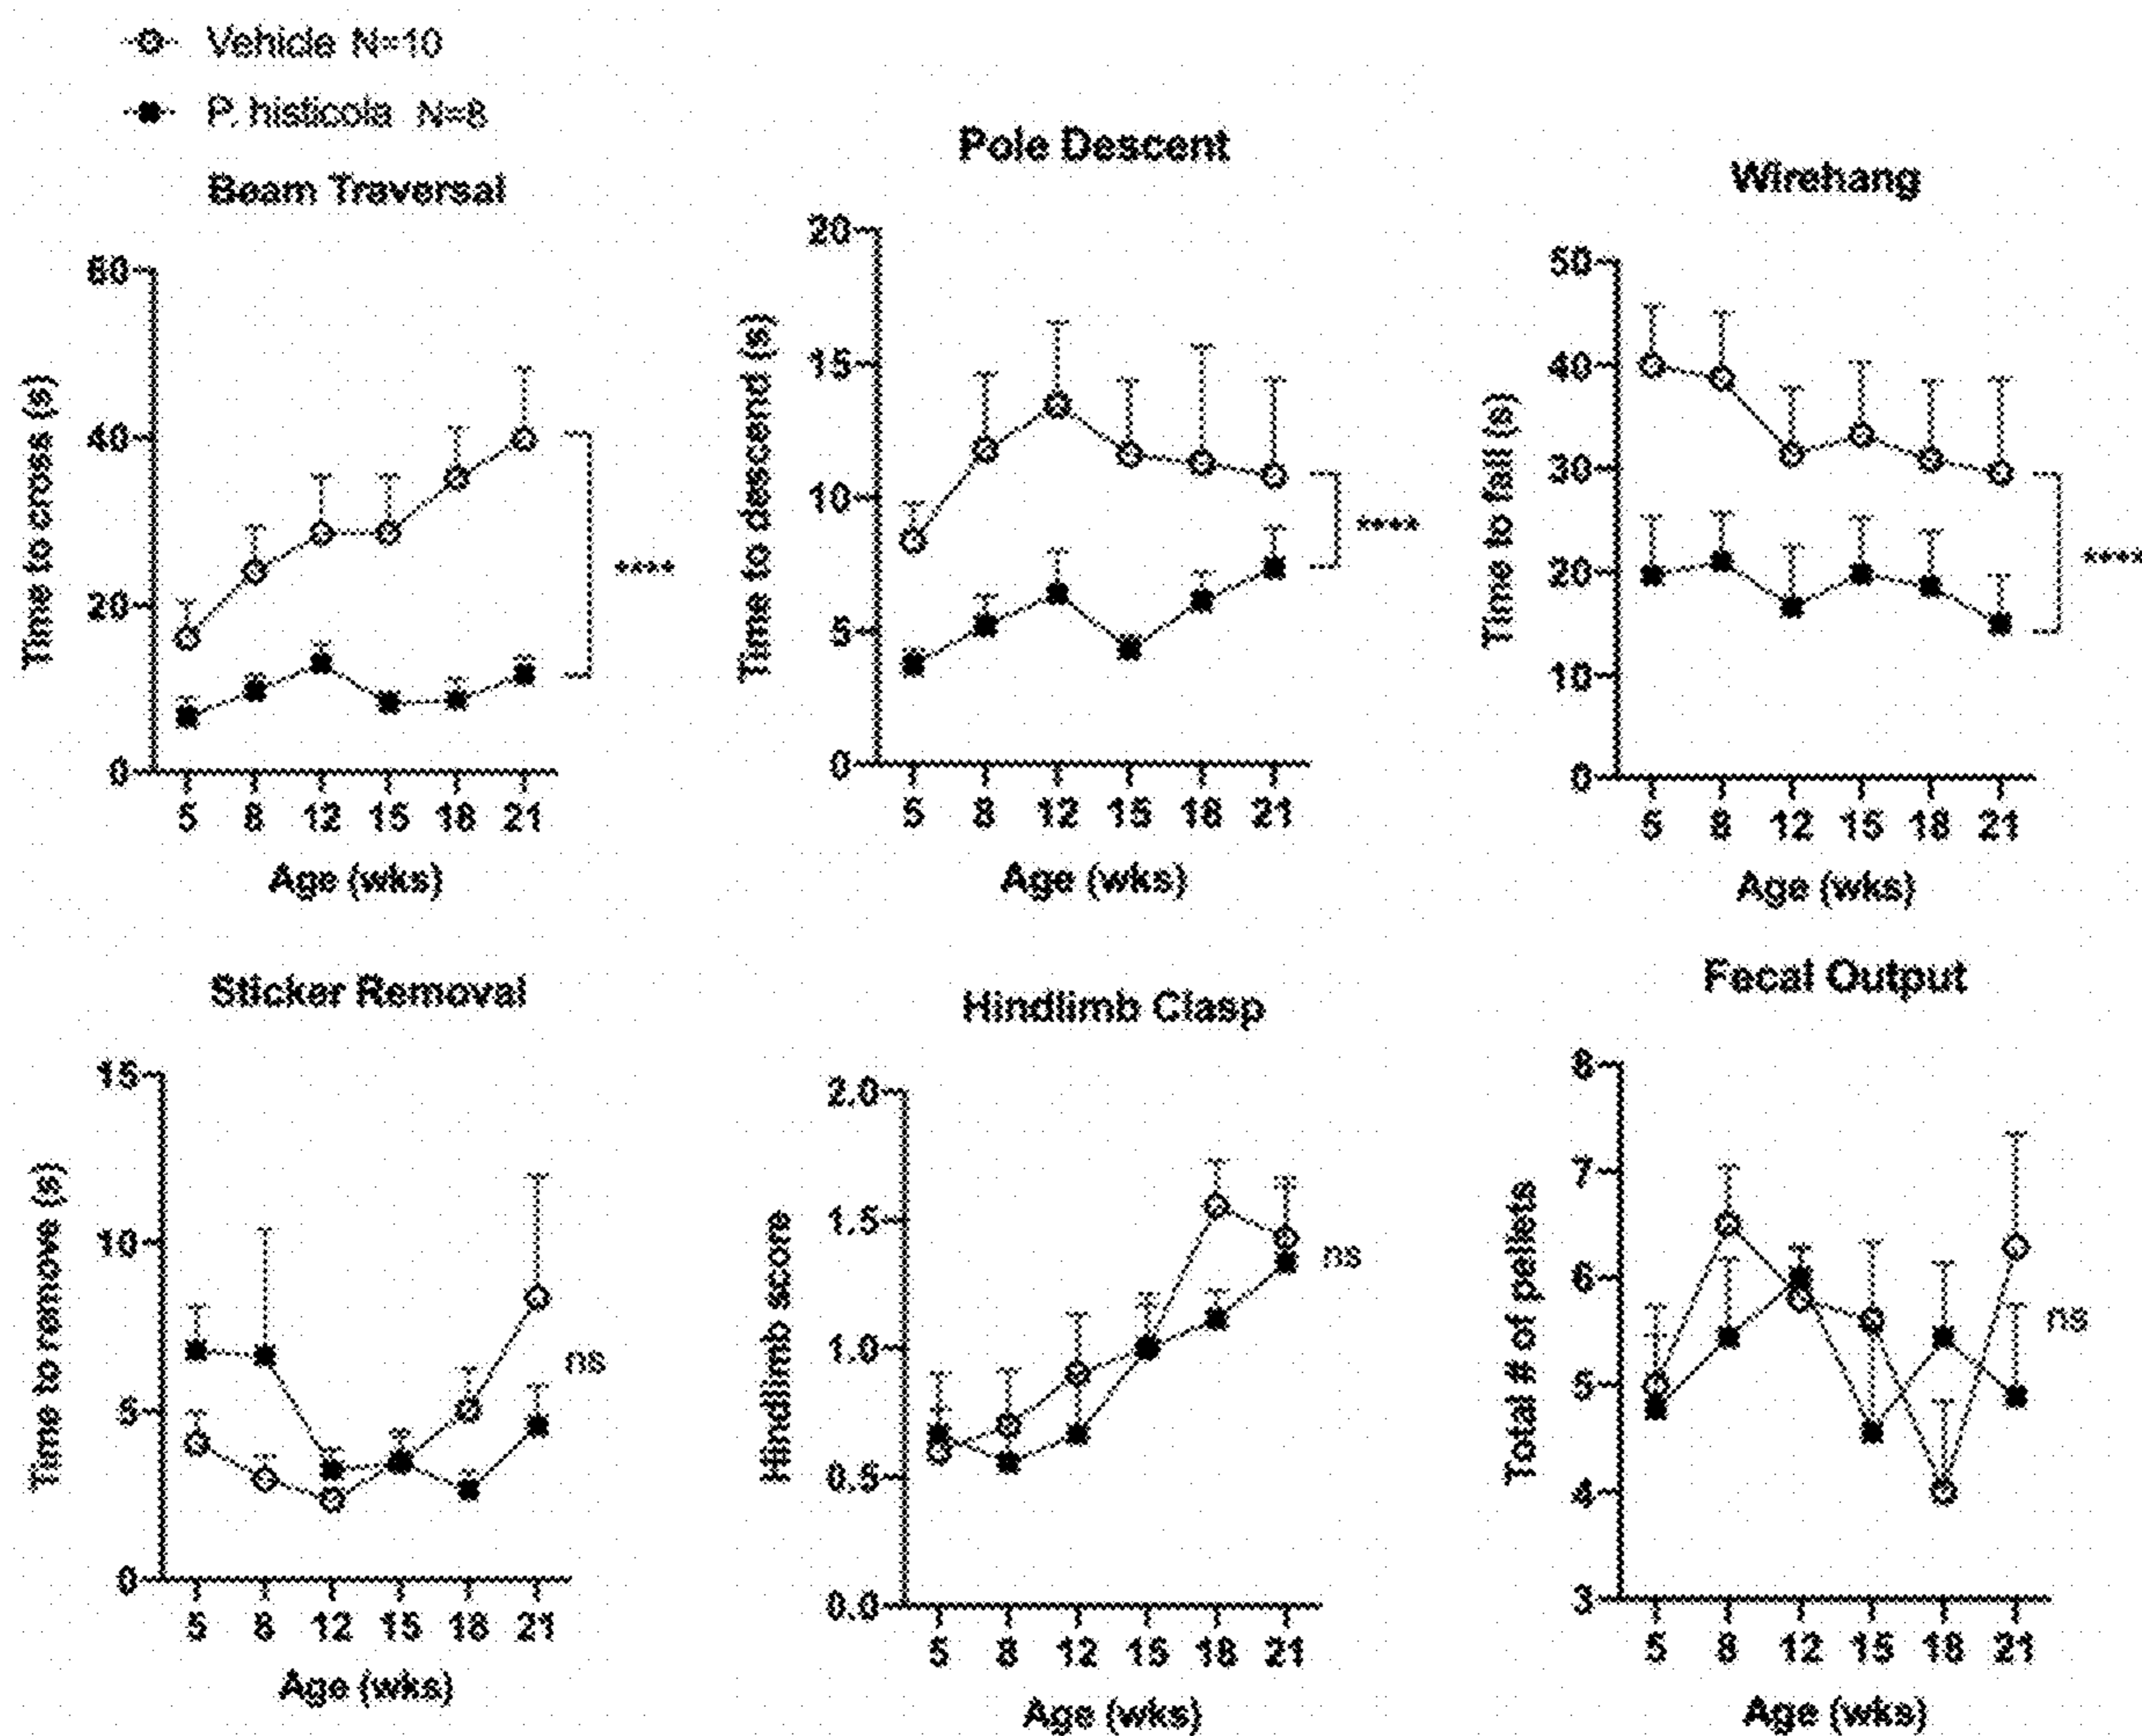 Vehicle N=10
P. histicola N=8
Beam Traversal
Time to cross (s)
60
40
20
0
5 8 12 15 18 21
Age (wks)
****
Pole Descent
Time to descend (s)
20
15
10
5
0
5 8 12 15 18 21
Age (wks)
****
Wirehang
Time to fall (s)
50
40
30
20
10
0
5 8 12 15 18 21
Age (wks)
****
Sticker Removal
Time to remove (s)
15
10
5
0
5 8 12 15 18 21
Age (wks)
ns
Hindlimb Clasp
Hindlimb score
2.0
1.5
1.0
0.5
0.0
5 8 12 15 18 21
Age (wks)
ns
Fecal Output
Total # of pellets
8
7
6
5
4
3
5 8 12 15 18 21
Age (wks)
ns